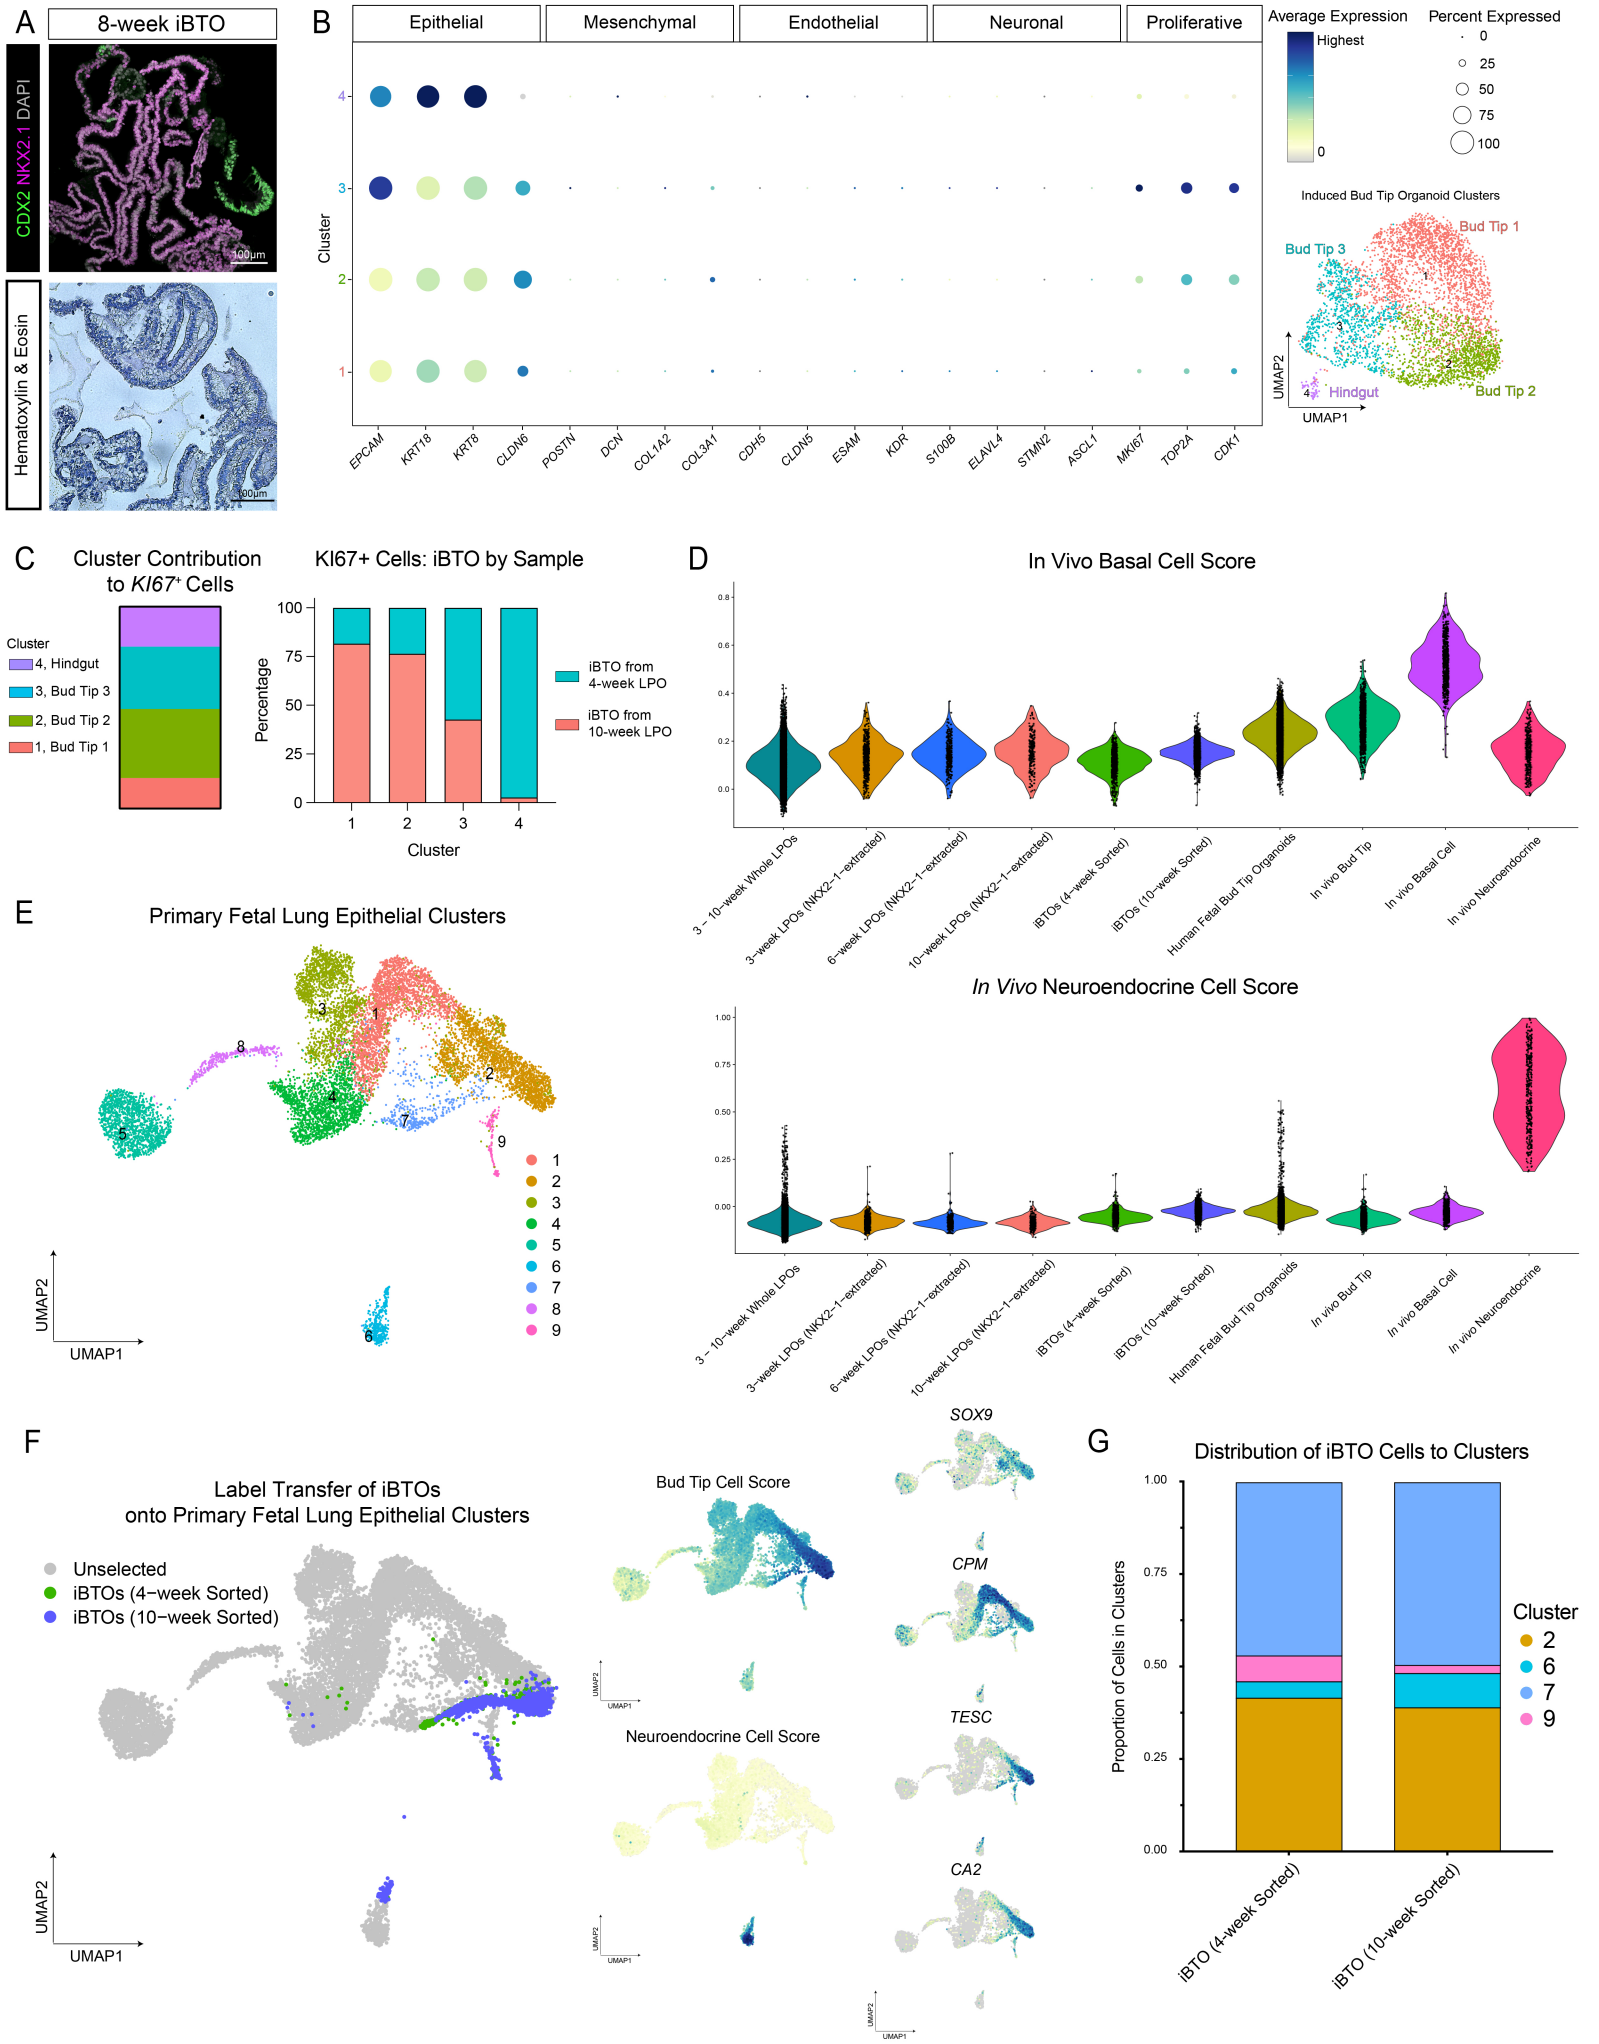 A
8-week iBTO
CDX2 NKX2.1 DAPI
100µm
Hematoxylin & Eosin
B
Epithelial
Mesenchymal
Endothelial
Neuronal
Proliferative
Cluster
4
3
2
1
EPCAM
KRT18
KRT8
CLDN6
POSTN
DCN
COL1A2
COL3A1
CDH5
CLDN5
ESAM
KDR
S100B
ELAVL4
STMN2
ASCL1
MKI67
TOP2A
CDK1
Average Expression
Highest
0
Percent Expressed
0
25
50
75
100
Induced Bud Tip Organoid Clusters
Bud Tip 1
Bud Tip 3
1
3
2
4
Hindgut
Bud Tip 2
UMAP2
UMAP1
C
Cluster Contribution
to KI67+ Cells
Cluster
4, Hindgut
3, Bud Tip 3
2, Bud Tip 2
1, Bud Tip 1
KI67+ Cells: iBTO by Sample
Percentage
100
75
50
25
0
1
2
3
4
Cluster
iBTO from
4-week LPO
iBTO from
10-week LPO
D
In Vivo Basal Cell Score
0.8
0.6
0.4
0.2
0.0
3 − 10−week Whole LPOs
3−week LPOs (NKX2−1−extracted)
6−week LPOs (NKX2−1−extracted)
10−week LPOs (NKX2−1−extracted)
iBTOs (4−week Sorted)
iBTOs (10−week Sorted)
Human Fetal Bud Tip Organoids
In vivo Bud Tip
In vivo Basal Cell
In vivo Neuroendocrine
In Vivo Neuroendocrine Cell Score
1.00
0.75
0.50
0.25
0.00
3 − 10−week Whole LPOs
3−week LPOs (NKX2−1−extracted)
6−week LPOs (NKX2−1−extracted)
10−week LPOs (NKX2−1−extracted)
iBTOs (4−week Sorted)
iBTOs (10−week Sorted)
Human Fetal Bud Tip Organoids
In vivo Bud Tip
In vivo Basal Cell
In vivo Neuroendocrine
E
Primary Fetal Lung Epithelial Clusters
3
1
8
2
4
7
5
9
6
1
2
3
4
5
6
7
8
9
UMAP2
UMAP1
F
Label Transfer of iBTOs
onto Primary Fetal Lung Epithelial Clusters
Unselected
iBTOs (4−week Sorted)
iBTOs (10−week Sorted)
UMAP2
UMAP1
Bud Tip Cell Score
UMAP2
UMAP1
Neuroendocrine Cell Score
UMAP2
UMAP1
SOX9
CPM
TESC
CA2
UMAP2
UMAP1
G
Distribution of iBTO Cells to Clusters
Proportion of Cells in Clusters
1.00
0.75
0.50
0.25
0.00
iBTO (4-week Sorted)
iBTO (10-week Sorted)
Cluster
2
6
7
9